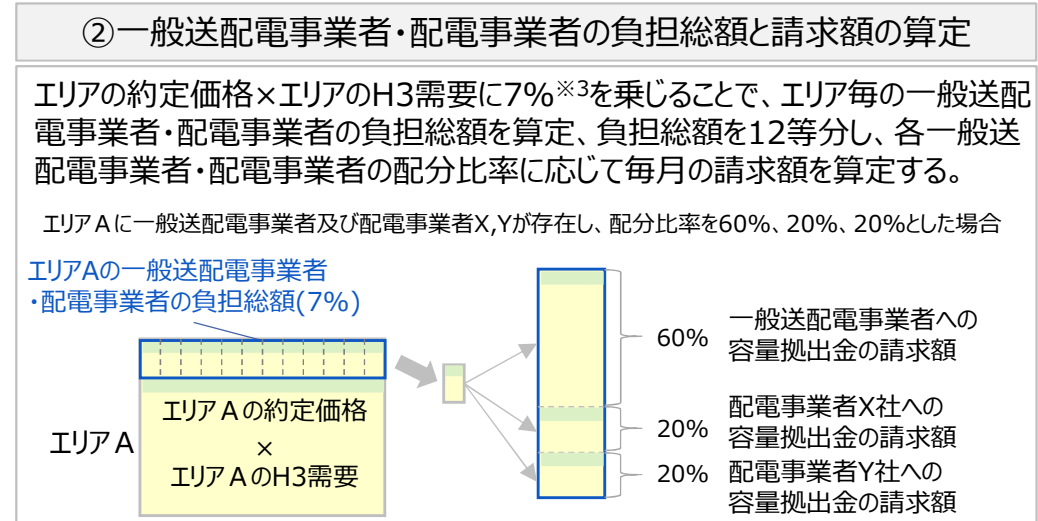 ②一般送配電事業者・配電事業者の負担総額と請求額の算定
エリアの約定価格×エリアのH3需要に7%※3を乗じることで、エリア毎の一般送配
電事業者・配電事業者の負担総額を算定、負担総額を12等分し、各一般送
配電事業者・配電事業者の配分比率に応じて毎月の請求額を算定する。
エリアAに一般送配電事業者及び配電事業者X,Yが存在し、配分比率を60%、20%、20%とした場合
エリアAの一般送配電事業者
・配電事業者の負担総額(7%)
エリアA
エリアAの約定価格
×
エリアAのH3需要
60%
一般送配電事業者への
容量拠出金の請求額
20%
配電事業者X社への
容量拠出金の請求額
20%
配電事業者Y社への
容量拠出金の請求額